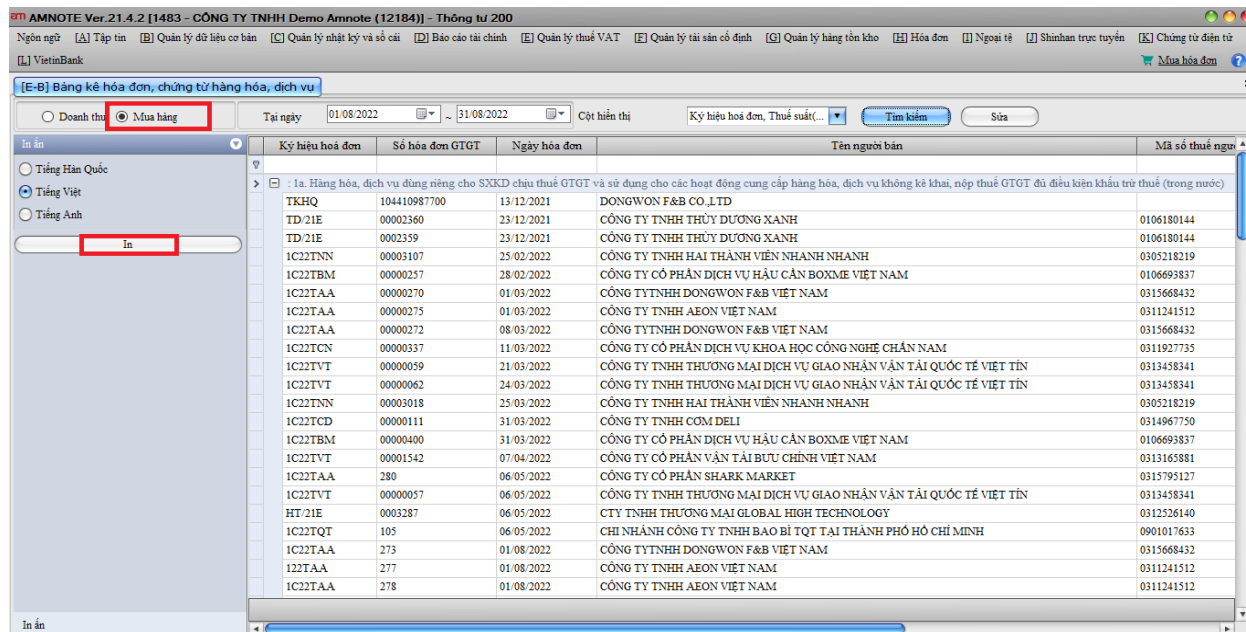 AMNOTE Ver.21.4.2 [1483 - CÔNG TY TNHH Demo Amnote (12184)] - Thông tư 200
Ngôn ngữ [A] Tập tin [B] Quản lý dữ liệu cơ bản [C] Quản lý nhật ký và sổ cái [D] Báo cáo tài chính [E] Quản lý thuế VAT [F] Quản lý tài sản cố định [G] Quản lý hàng tồn kho [H] Hóa đơn [I] Ngoại tệ [J] Shinhan trực tuyến [K] Chứng từ điện tử
[L] VietinBank Mua hóa đơn
[E-B] Bảng kê hóa đơn, chứng từ hàng hóa, dịch vụ
Doanh thu Mua hàng Tại ngày 01/08/2022 ~ 31/08/2022 Cột hiển thị Ký hiệu hoá đơn, Thuế suất(... Tìm kiếm Sửa
In ấn
Tiếng Hàn Quốc
Tiếng Việt
Tiếng Anh
In
Ký hiệu hoá đơn Số hóa đơn GTGT Ngày hóa đơn Tên người bán Mã số thuế ngư
: 1a. Hàng hóa, dịch vụ dùng riêng cho SXKD chịu thuế GTGT và sử dụng cho các hoạt động cung cấp hàng hóa, dịch vụ không kê khai, nộp thuế GTGT đủ điều kiện khấu trừ thuế (trong nước)
TKHQ 104410987700 13/12/2021 DONGWON F&B CO.,LTD
TD/21E 00002360 23/12/2021 CÔNG TY TNHH THÙY DƯƠNG XANH 0106180144
TD/21E 0002359 23/12/2021 CÔNG TY TNHH THÙY DƯƠNG XANH 0106180144
1C22TNN 00003107 25/02/2022 CÔNG TY TNHH HAI THÀNH VIÊN NHANH NHANH 0305218219
1C22TBM 00000257 28/02/2022 CÔNG TY CỔ PHẦN DỊCH VỤ HẬU CẦN BOXME VIỆT NAM 0106693837
1C22TAA 00000270 01/03/2022 CÔNG TYTNHH DONGWON F&B VIỆT NAM 0315668432
1C22TAA 00000275 01/03/2022 CÔNG TY TNHH AEON VIỆT NAM 0311241512
1C22TAA 00000272 08/03/2022 CÔNG TYTNHH DONGWON F&B VIỆT NAM 0315668432
1C22TCN 00000337 11/03/2022 CÔNG TY CỔ PHẦN DỊCH VỤ KHOA HỌC CÔNG NGHỆ CHẤN NAM 0311927735
1C22TVT 00000059 21/03/2022 CÔNG TY TNHH THƯƠNG MẠI DỊCH VỤ GIAO NHẬN VẬN TẢI QUỐC TẾ VIỆT TÍN 0313458341
1C22TVT 00000062 24/03/2022 CÔNG TY TNHH THƯƠNG MẠI DỊCH VỤ GIAO NHẬN VẬN TẢI QUỐC TẾ VIỆT TÍN 0313458341
1C22TNN 00003018 25/03/2022 CÔNG TY TNHH HAI THÀNH VIÊN NHANH NHANH 0305218219
1C22TCD 00000111 31/03/2022 CÔNG TY TNHH CƠM DELI 0314967750
1C22TBM 00000400 31/03/2022 CÔNG TY CỔ PHẦN DỊCH VỤ HẬU CẦN BOXME VIỆT NAM 0106693837
1C22TVT 00001542 07/04/2022 CÔNG TY CỔ PHẦN VẬN TẢI BƯU CHÍNH VIỆT NAM 0313165881
1C22TAA 280 06/05/2022 CÔNG TY CỔ PHẦN SHARK MARKET 0315795127
1C22TVT 00000057 06/05/2022 CÔNG TY TNHH THƯƠNG MẠI DỊCH VỤ GIAO NHẬN VẬN TẢI QUỐC TẾ VIỆT TÍN 0313458341
HT/21E 0003287 06/05/2022 CTY TNHH THƯƠNG MẠI GLOBAL HIGH TECHNOLOGY 0312526140
1C22TQT 105 06/05/2022 CHI NHÁNH CÔNG TY TNHH BAO BÌ TQT TẠI THÀNH PHỐ HỒ CHÍ MINH 0901017633
1C22TAA 273 01/08/2022 CÔNG TYTNHH DONGWON F&B VIỆT NAM 0315668432
122TAA 277 01/08/2022 CÔNG TY TNHH AEON VIỆT NAM 0311241512
1C22TAA 278 01/08/2022 CÔNG TY TNHH AEON VIỆT NAM 0311241512
In ấn